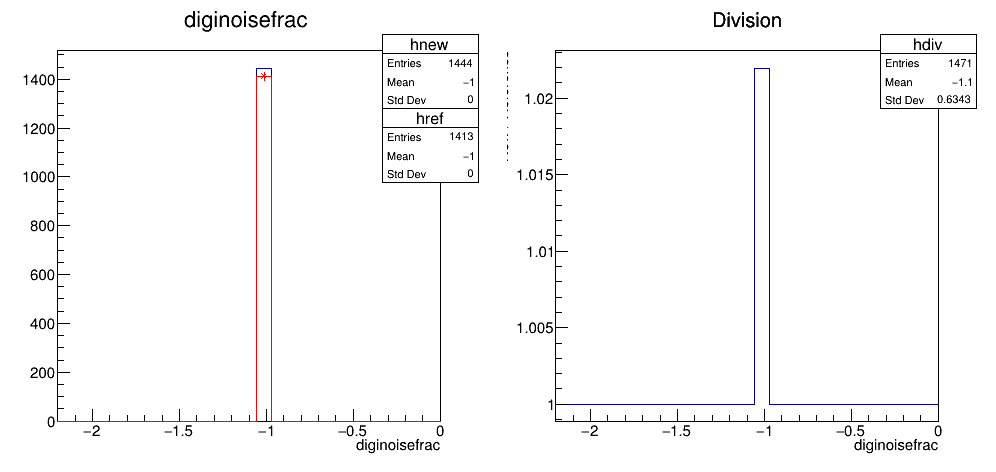 diginoisefrac
hnew
Entries 1444
Mean −1
Std Dev 0
href
Entries 1413
Mean −1
Std Dev 0
1400
1200
1000
800
600
400
200
0
−2 −1.5 −1 −0.5 0
diginoisefrac
Division
hdiv
Entries 1471
Mean −1.1
Std Dev 0.6343
1.02
1.015
1.01
1.005
1
−2 −1.5 −1 −0.5 0
diginoisefrac